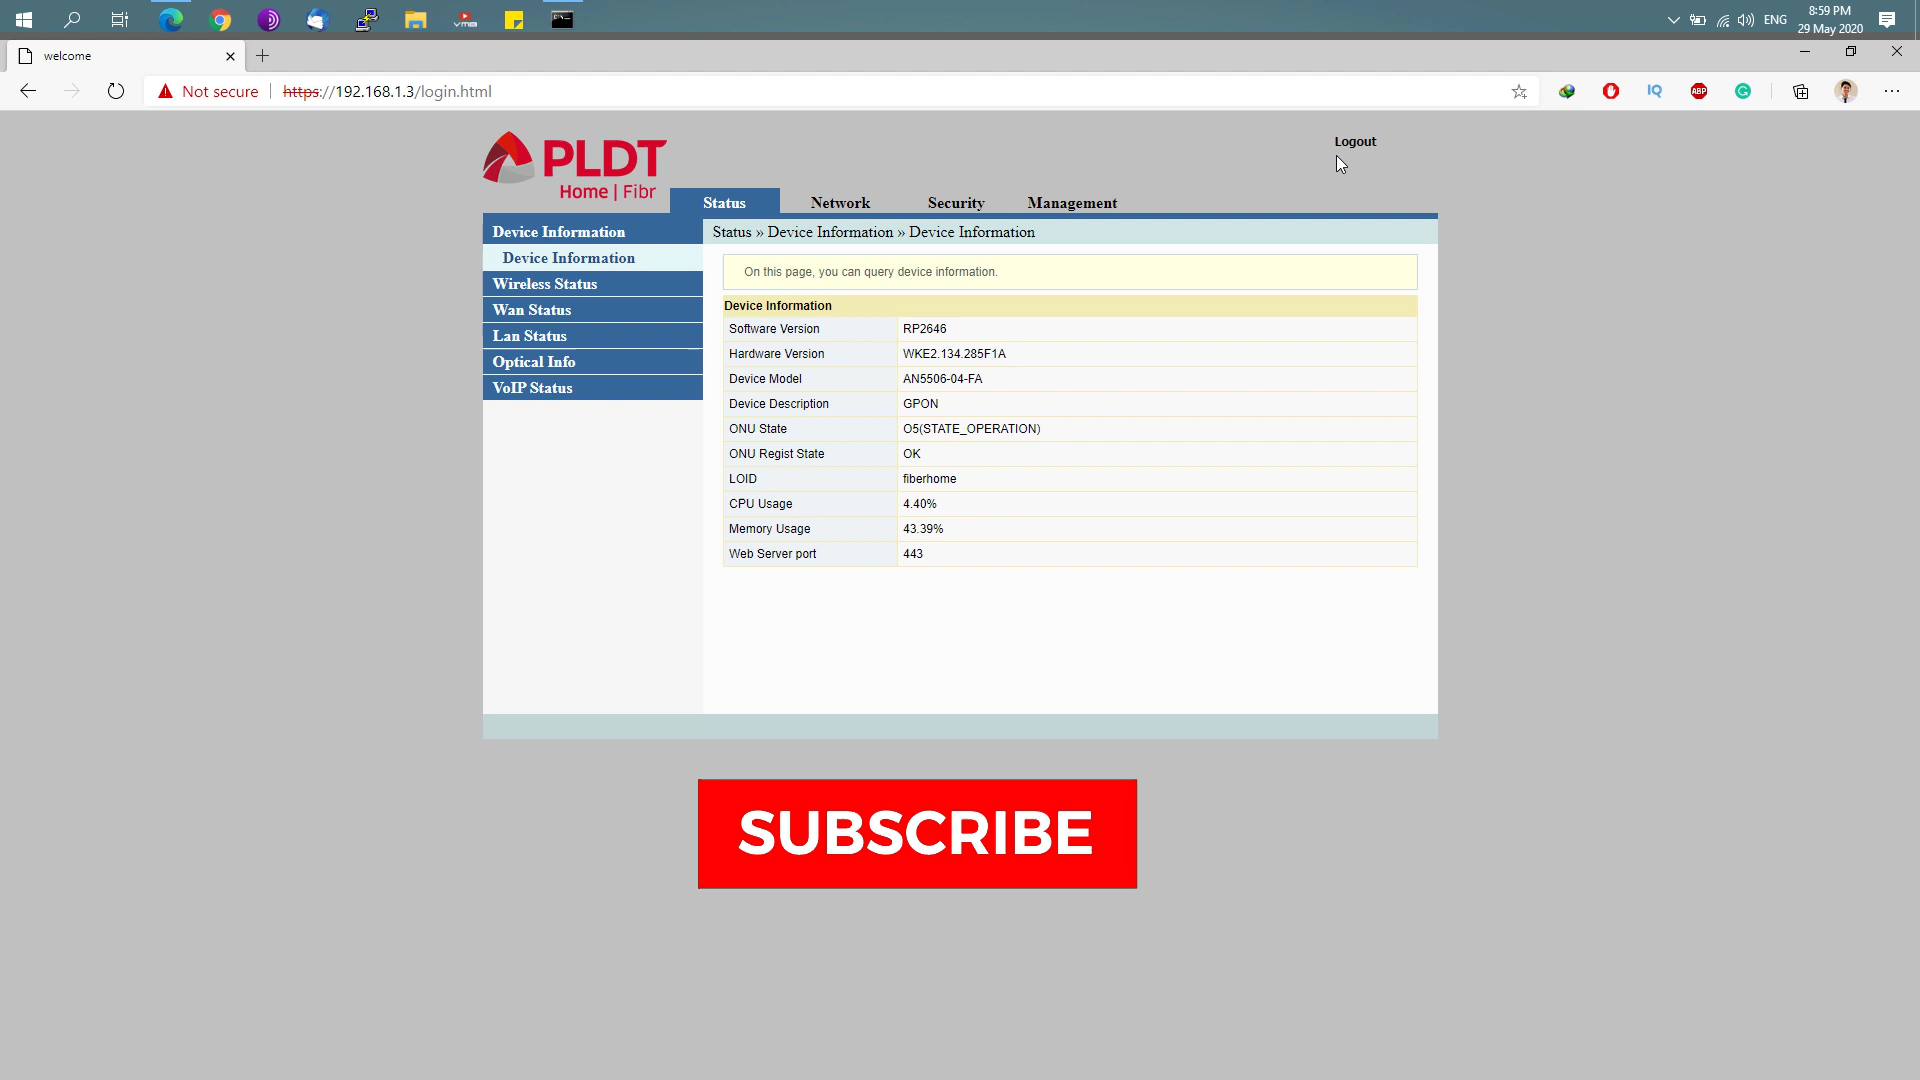 8:59 PM
ENG
29 May 2020
welcome
Not secure
https://192.168.1.3/login.html
IQ
ABP
PLDT
Home | Fibr
Logout
Status
Network
Security
Management
Device Information
Device Information
Wireless Status
Wan Status
Lan Status
Optical Info
VoIP Status
Status » Device Information » Device Information
On this page, you can query device information.
Device Information
Software Version RP2646
Hardware Version WKE2.134.285F1A
Device Model AN5506-04-FA
Device Description GPON
ONU State O5(STATE_OPERATION)
ONU Regist State OK
LOID fiberhome
CPU Usage 4.40%
Memory Usage 43.39%
Web Server port 443
SUBSCRIBE